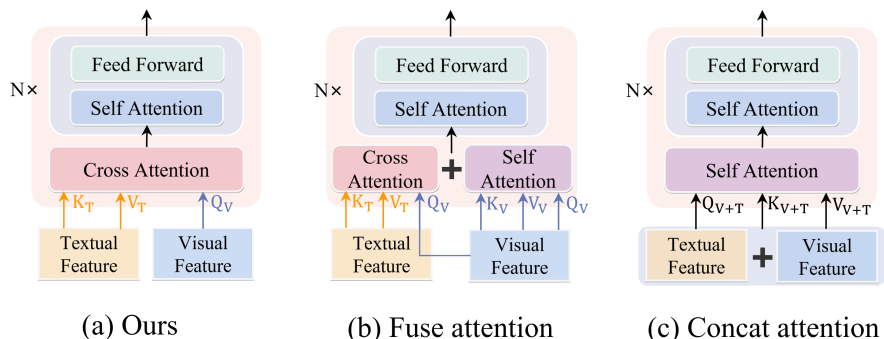 Feed Forward
N×
Self Attention
Cross Attention
K_T
V_T
Q_V
Textual
Feature
Visual
Feature
(a) Ours
Feed Forward
N×
Self Attention
Cross
Attention
+
Self
Attention
K_T
V_T
Q_V
K_V
V_V
Q_V
Textual
Feature
Visual
Feature
(b) Fuse attention
Feed Forward
N×
Self Attention
Self Attention
Q_V+T
K_V+T
V_V+T
Textual
Feature
+
Visual
Feature
(c) Concat attention